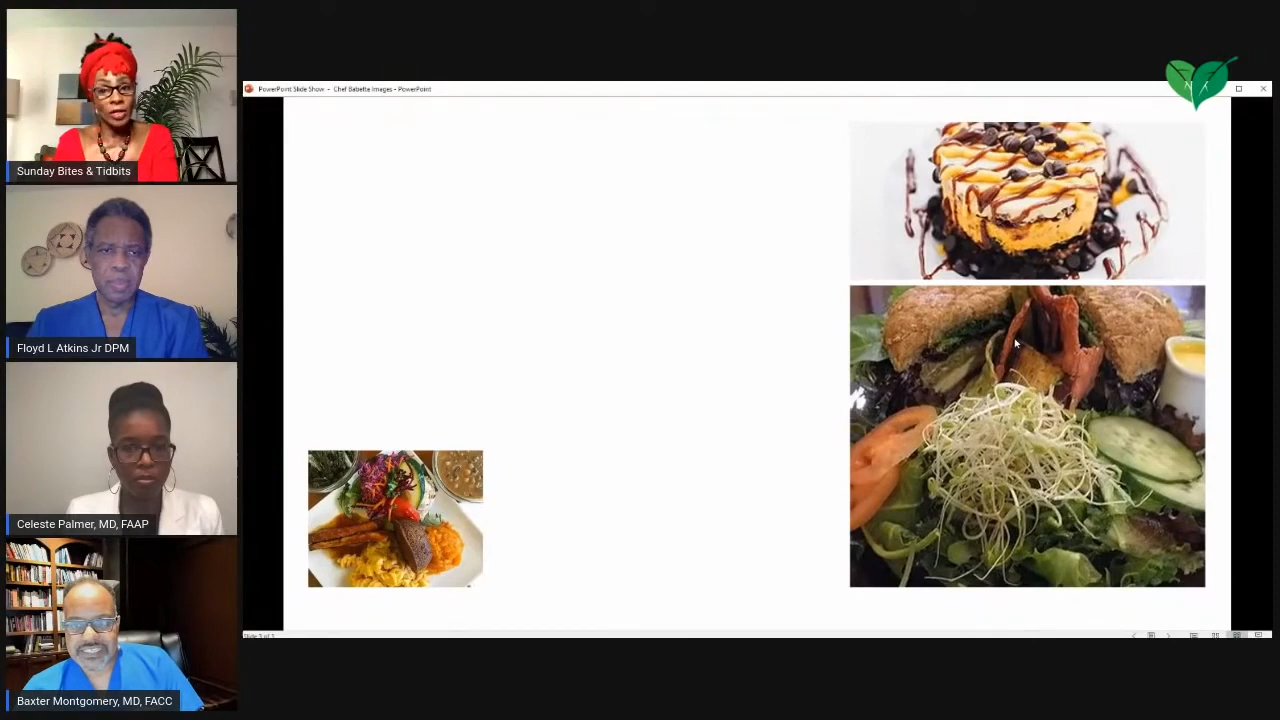 Sunday Bites & Tidbits
Floyd L Atkins Jr DPM
Celeste Palmer, MD, FAAP
Baxter Montgomery, MD, FACC
PowerPoint Slide Show - Chef Babette Images - PowerPoint